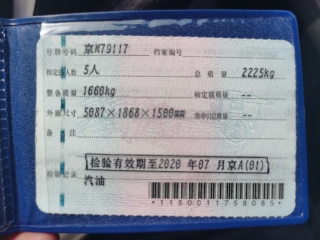 号牌号码 京M79117 档案编号
核定载人数 5人 总质量 2225kg
整备质量 1660kg 核定载质量 --
外廓尺寸 5087×1868×1500mm 准牵引总质量 --
备注
检验有效期至2020年07月京A(01)
检验记录
汽油
*1150011758085*